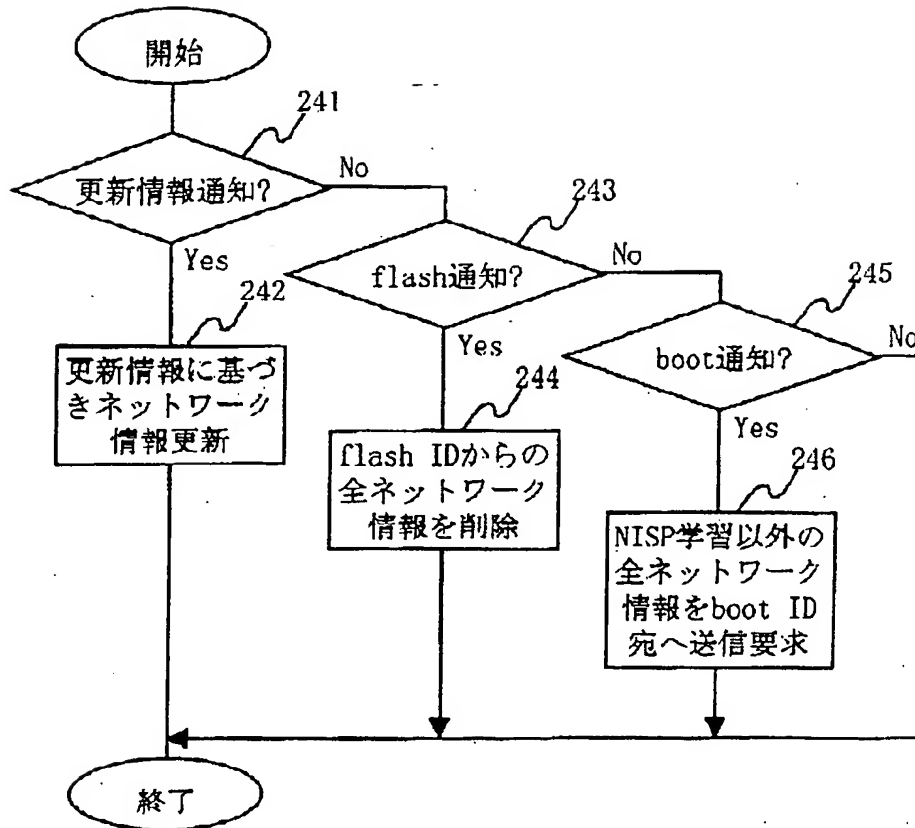 開始
241
更新情報通知?
No
Yes
242
更新情報に基づ
きネットワーク
情報更新
243
flash通知?
No
Yes
244
flash IDからの
全ネットワーク
情報を削除
245
boot通知?
No
Yes
246
NISP学習以外の
全ネットワーク
情報をboot ID
宛へ送信要求
終了